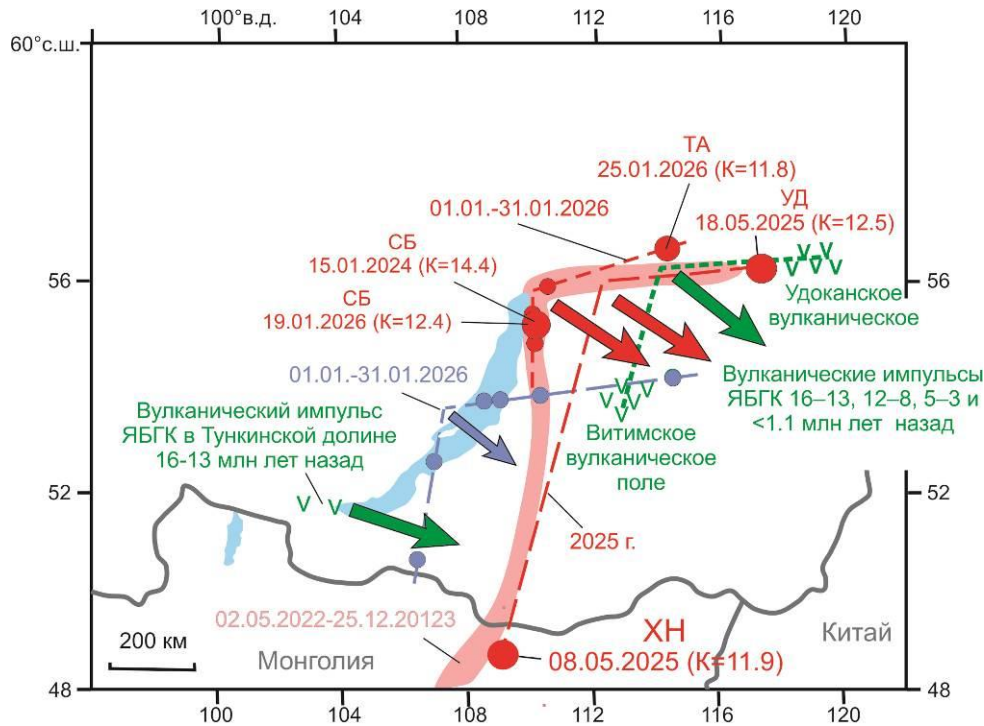 100°в.д. 104 108 112 116 120
60°с.ш.
ТА
25.01.2026 (К=11.8)
01.01.-31.01.2026
УД
18.05.2025 (К=12.5)
СБ
15.01.2024 (К=14.4)
СБ
19.01.2026 (К=12.4)
56
56
V V V V V
Удоканское
вулканическое
01.01.-31.01.2026
Вулканический импульс
ЯБГК в Тункинской долине
16-13 млн лет назад
Вулканические импульсы
ЯБГК 16–13, 12–8, 5–3 и
<1.1 млн лет назад
V V V V V
Витимское
вулканическое
поле
V V
52
52
2025 г.
02.05.2022-25.12.20123
200 км
Монголия
ХН
08.05.2025 (К=11.9)
Китай
48
48
100 104 108 112 116 120